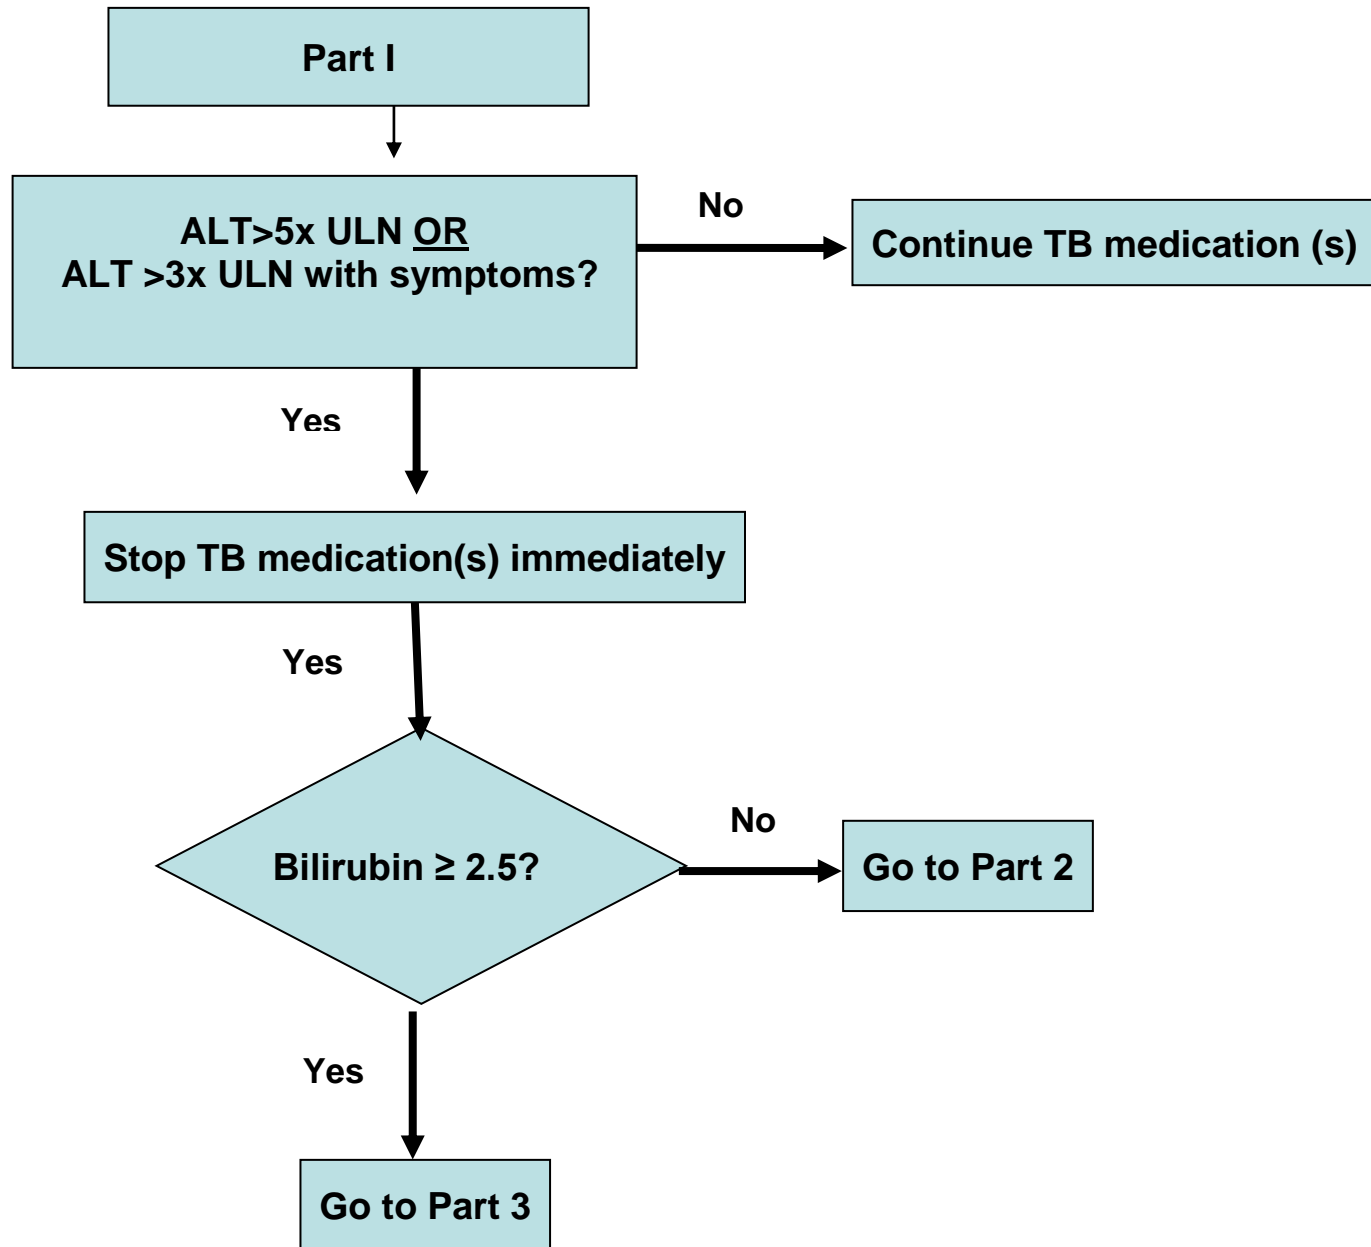 Part I
ALT>5x ULN OR
ALT >3x ULN with symptoms?
No
Continue TB medication (s)
Yes
Stop TB medication(s) immediately
Yes
Bilirubin ≥ 2.5?
No
Go to Part 2
Yes
Go to Part 3